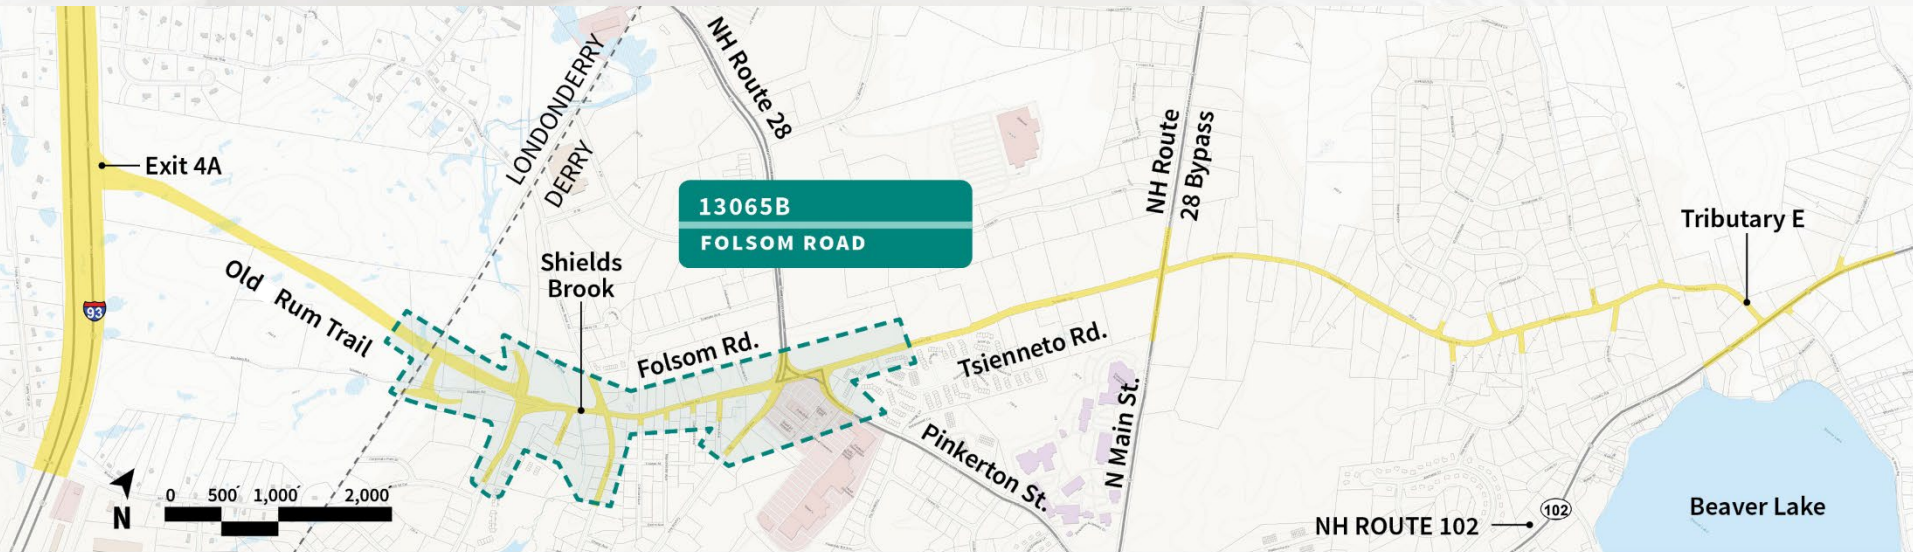 NH Route 28
LONDONDERRY
DERRY
Exit 4A
NH Route
28 Bypass
13065B
FOLSOM ROAD
Tributary E
Shields
Brook
Old Rum Trail
93
Folsom Rd.
Tsienneto Rd.
Pinkerton St.
N Main St.
0 500´ 1,000´ 2,000´
N
NH ROUTE 102
102
Beaver Lake